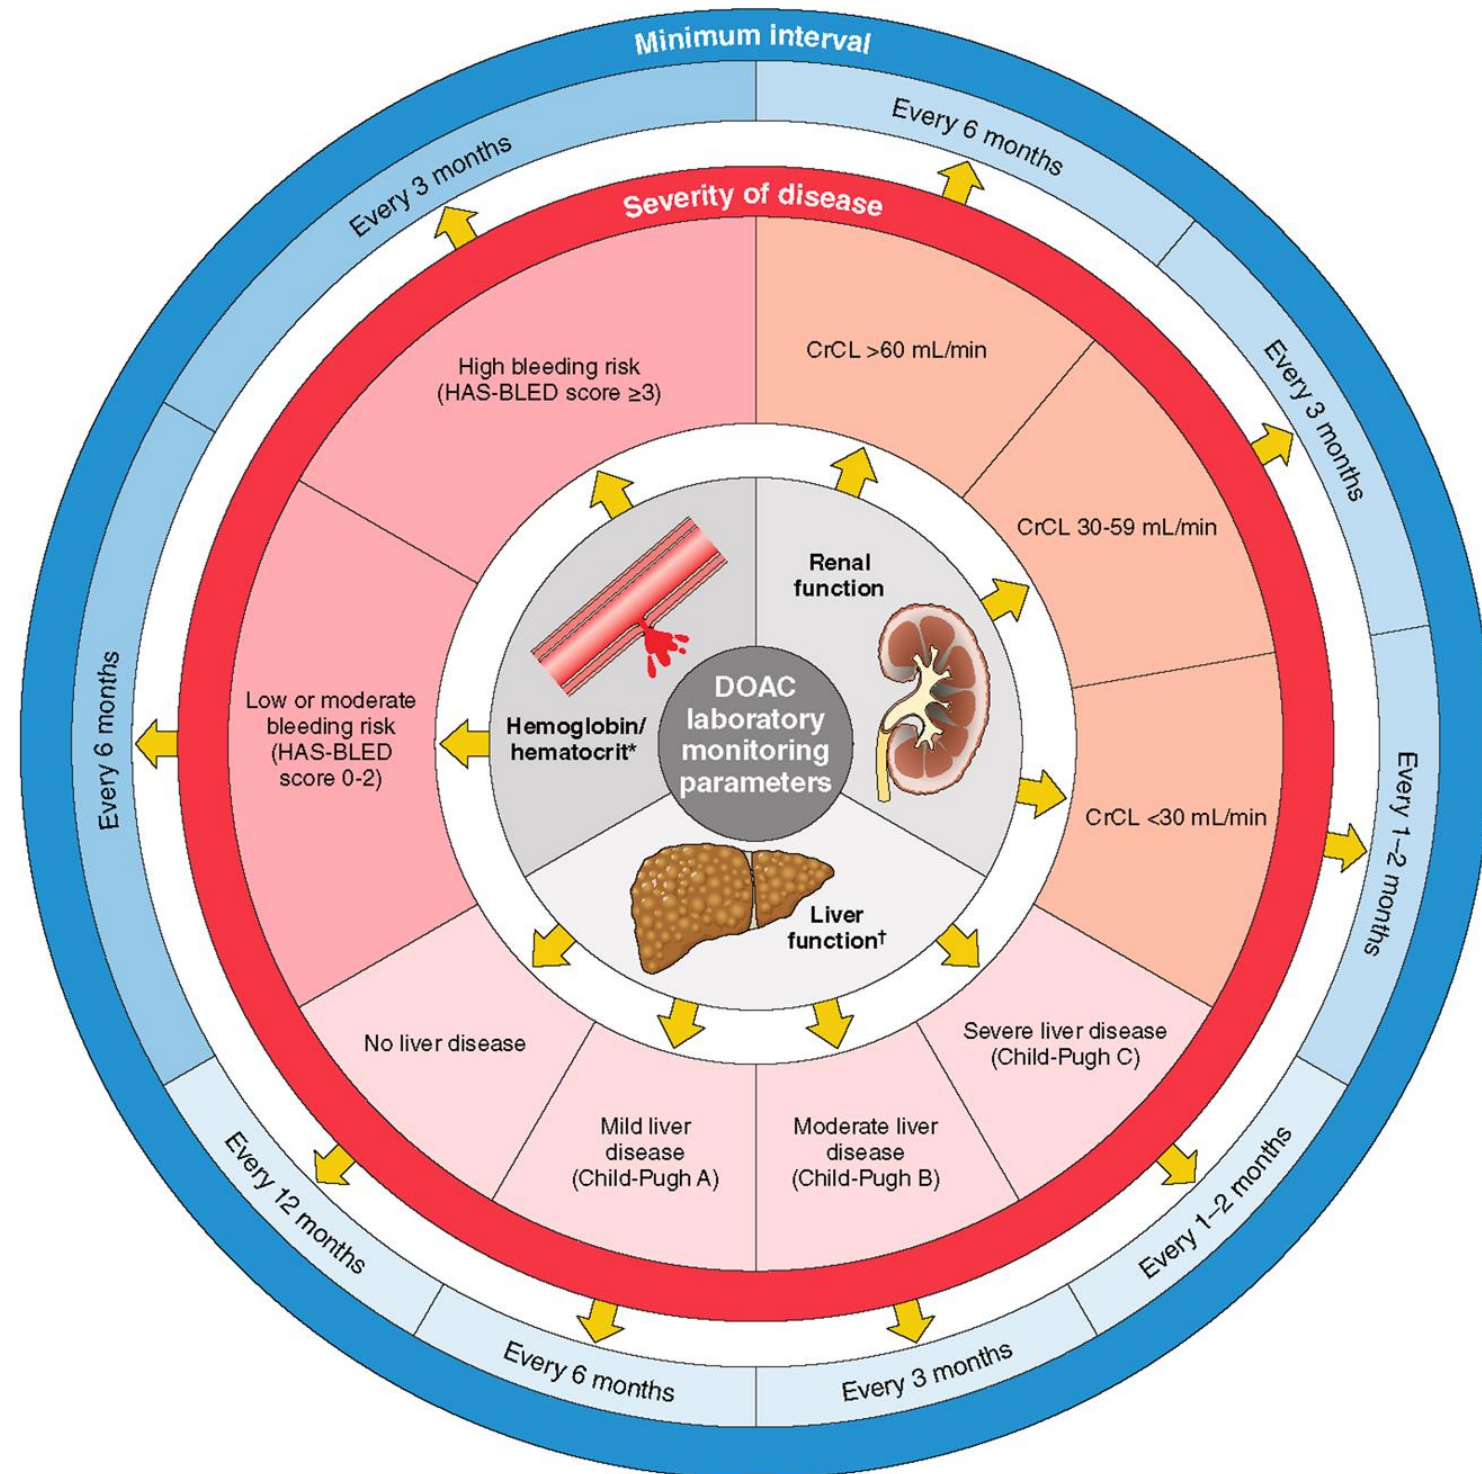 Minimum interval
Every 6 months
Every 3 months
Every 1–2 months
Every 1–2 months
Every 3 months
Every 6 months
Every 12 months
Every 6 months
Every 3 months
Severity of disease
CrCL >60 mL/min
CrCL 30-59 mL/min
CrCL <30 mL/min
Severe liver disease
(Child-Pugh C)
Moderate liver
disease
(Child-Pugh B)
Mild liver
disease
(Child-Pugh A)
No liver disease
Low or moderate
bleeding risk
(HAS-BLED
score 0-2)
High bleeding risk
(HAS-BLED score ≥3)
Renal
function
Liver
function†
Hemoglobin/
hematocrit*
DOAC
laboratory
monitoring
parameters